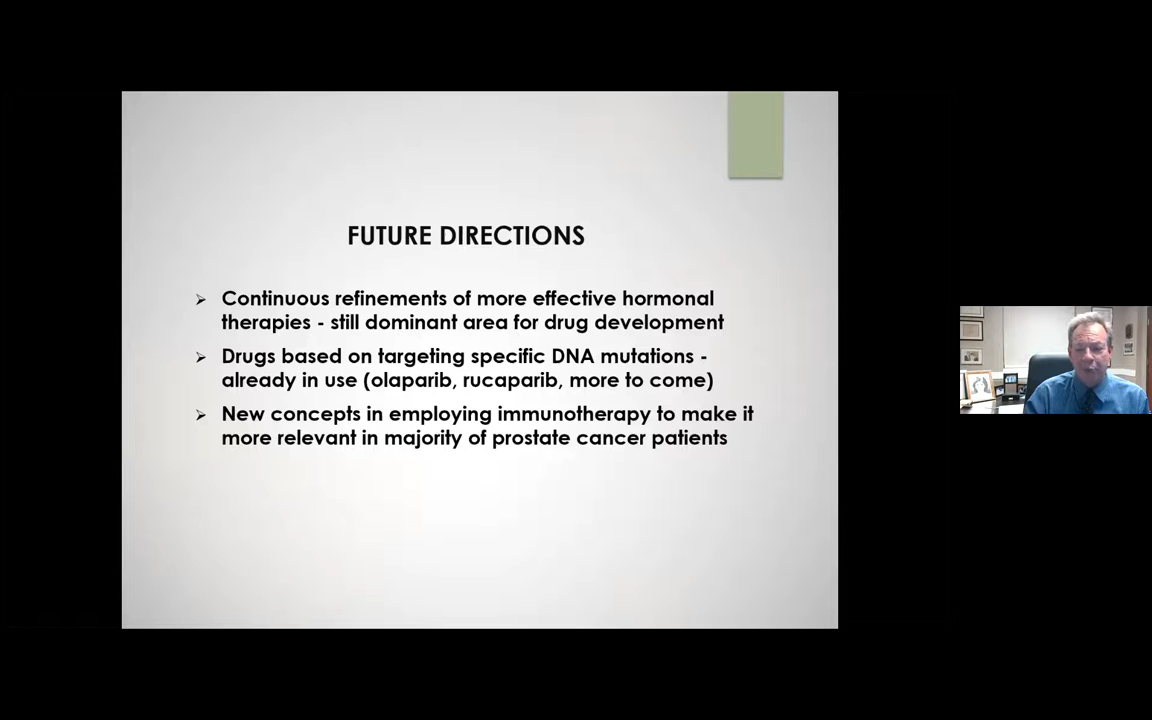 FUTURE DIRECTIONS
Continuous refinements of more effective hormonal
therapies - still dominant area for drug development
Drugs based on targeting specific DNA mutations -
already in use (olaparib, rucaparib, more to come)
New concepts in employing immunotherapy to make it
more relevant in majority of prostate cancer patients